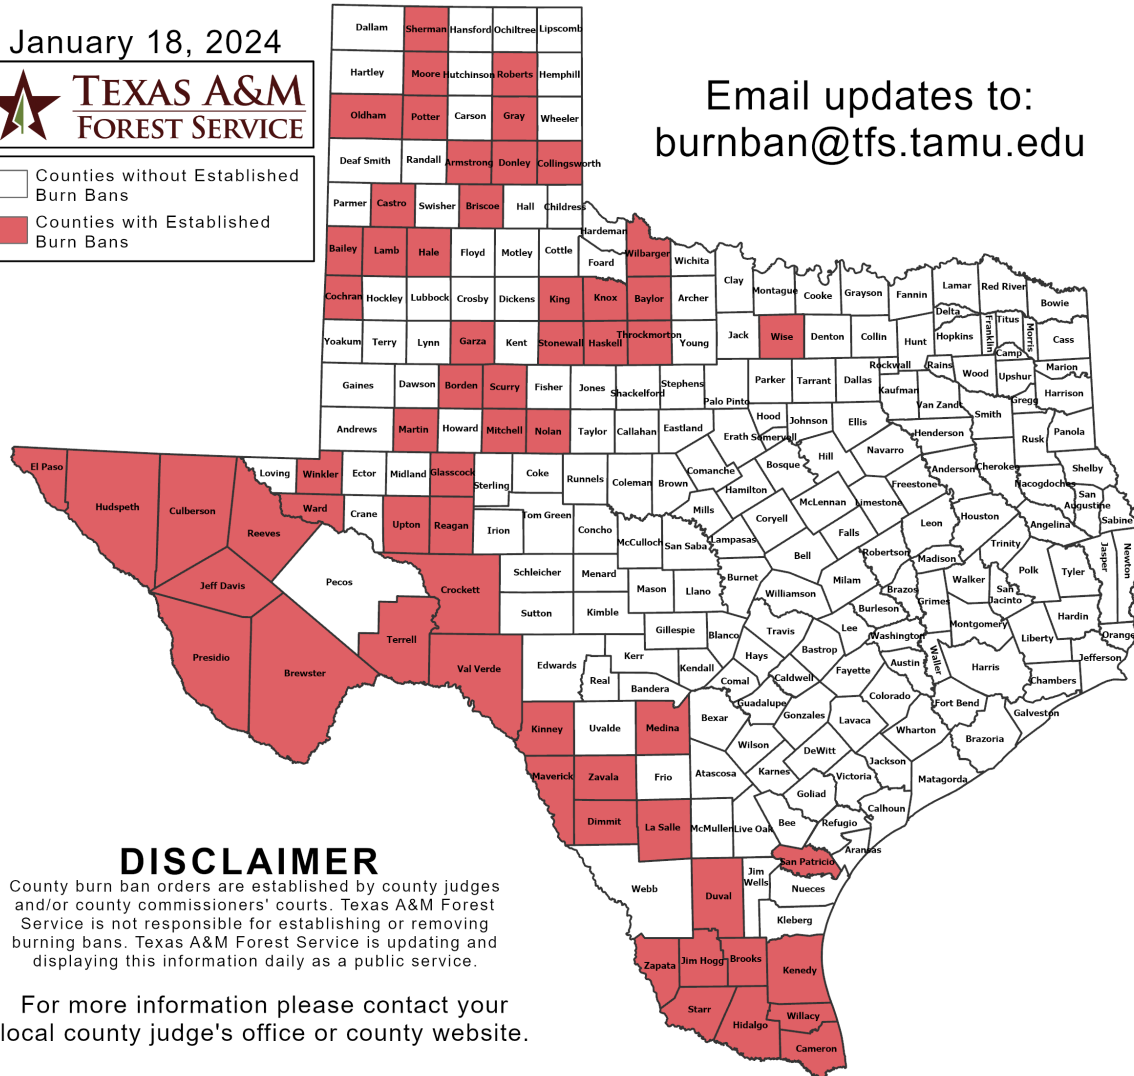 January 18, 2024
TEXAS A&M
FOREST SERVICE
Counties without Established
Burn Bans
Counties with Established
Burn Bans
Email updates to:
burnban@tfs.tamu.edu
Dallam Sherman Hansford Ochiltree Lipscomb
Hartley Moore Hutchinson Roberts Hemphill
Oldham Potter Carson Gray Wheeler
Deaf Smith Randall Armstrong Donley Collingsworth
Parmer Castro Swisher Briscoe Hall Childress
Hardeman
Bailey Lamb Hale Floyd Motley Cottle Foard Wilbarger Wichita
Clay Montague Cooke Grayson Fannin Lamar Red River Bowie
Cochran Hockley Lubbock Crosby Dickens King Knox Baylor Archer
Delta Titus Franklin Morris Cass
Yoakum Terry Lynn Garza Kent Stonewall Haskell Throckmorton Young Jack Wise Denton Collin Hunt Hopkins
Camp Rockwall Rains Wood Upshur Marion
Gaines Dawson Borden Scurry Fisher Jones Shackelford Stephens Palo Pinto Parker Tarrant Dallas Kaufman Van Zandt Gregg Harrison
Smith
Andrews Martin Howard Mitchell Nolan Taylor Callahan Eastland Erath Hood Somervell Johnson Ellis Henderson Rusk Panola
El Paso Hudspeth Culberson Reeves Loving Winkler Ector Midland Glasscock Sterling Coke Runnels Coleman Brown Comanche Bosque Hill Navarro Anderson Cherokee Nacogdoches Shelby
Ward Crane Upton Reagan Irion Tom Green Concho Mills Hamilton McLennan Limestone Freestone San Augustine Sabine
McCulloch San Saba Lampasas Coryell Falls Leon Houston Angelina
Jeff Davis Pecos Crockett Schleicher Menard Mason Llano Burnet Bell Robertson Madison Trinity Polk Tyler Jasper Newton
Sutton Kimble Williamson Milam Brazos Grimes Walker San Jacinto
Presidio Brewster Terrell Val Verde Edwards Gillespie Blanco Travis Lee Burleson Washington Montgomery Liberty Hardin Orange
Real Kerr Kendall Hays Bastrop Fayette Austin Waller Harris Jefferson
Bandera Comal Caldwell Colorado Fort Bend Chambers
Kinney Uvalde Medina Bexar Guadalupe Gonzales Lavaca Wharton Brazoria Galveston
Wilson DeWitt Jackson Matagorda
Maverick Zavala Frio Atascosa Karnes Goliad Victoria Calhoun
Dimmit La Salle McMullen Live Oak Bee Refugio Aransas
San Patricio
Webb Duval Jim Wells Nueces
Kleberg
Zapata Jim Hogg Brooks Kenedy
Starr Hidalgo Willacy
Cameron
DISCLAIMER
County burn ban orders are established by county judges
and/or county commissioners' courts. Texas A&M Forest
Service is not responsible for establishing or removing
burning bans. Texas A&M Forest Service is updating and
displaying this information daily as a public service.
For more information please contact your
local county judge's office or county website.